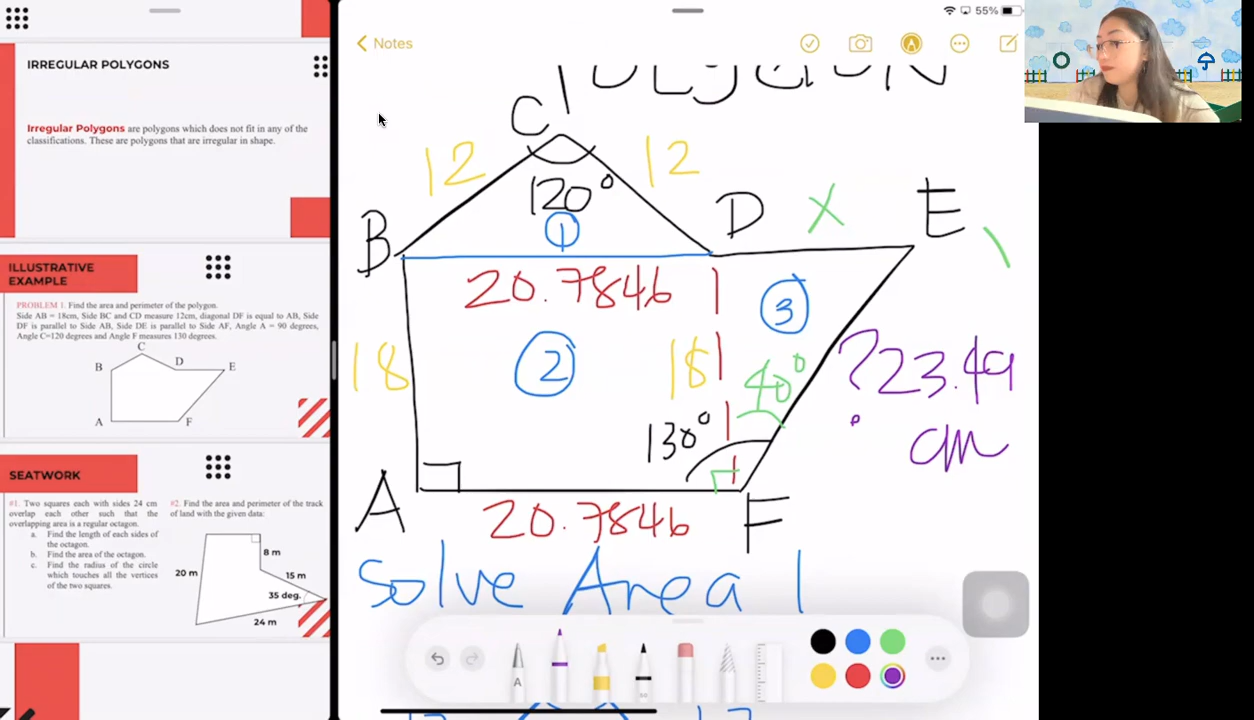 IRREGULAR POLYGONS
Irregular Polygons are polygons which does not fit in any of the
classifications. These are polygons that are irregular in shape.
ILLUSTRATIVE
EXAMPLE
PROBLEM 1. Find the area and perimeter of the polygon.
Side AB = 18cm, Side BC and CD measure 12cm, diagonal DF is equal to AB, Side
DF is parallel to Side AB, Side DE is parallel to Side AF, Angle A = 90 degrees,
Angle C=120 degrees and Angle F measures 130 degrees.
C
B
D
E
A
F
SEATWORK
#1. Two squares each with sides 24 cm
overlap each other such that the
overlapping area is a regular octagon.
a. Find the length of each sides of
the octagon.
b. Find the area of the octagon.
c. Find the radius of the circle
which touches all the vertices
of the two squares.
#2. Find the area and perimeter of the track
of land with the given data:
8 m
20 m
15 m
35 deg.
24 m
55%
Notes
C
12
12
120°
D
X
E
B
1
20.7846
3
18
2
18
40°
?
23.49
cm
130°
A
20.7846
F
Solve Area 1
A